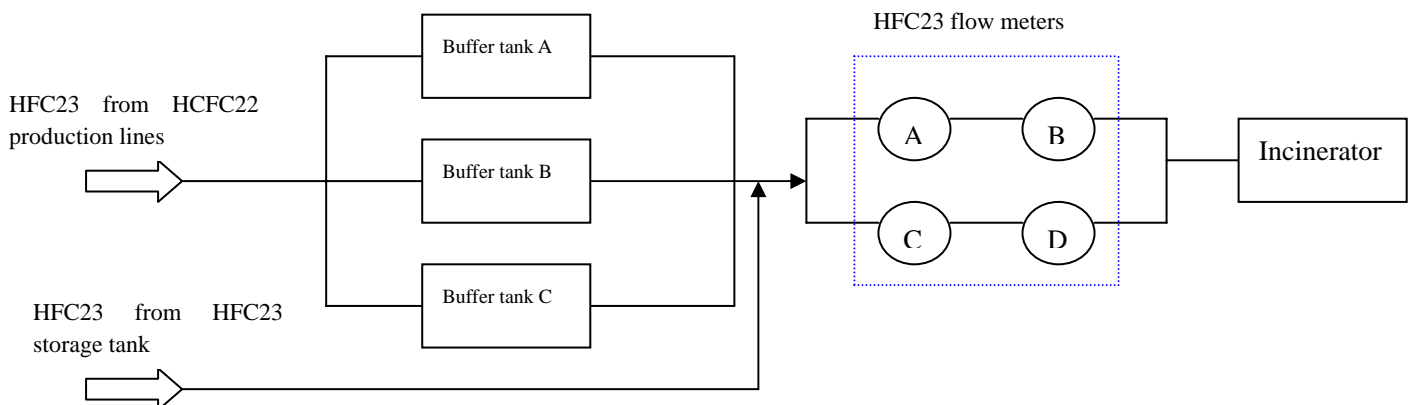 HFC23 flow meters
Buffer tank A
HFC23 from HCFC22
production lines
A
B
Incinerator
Buffer tank B
C
D
Buffer tank C
HFC23 from HFC23
storage tank